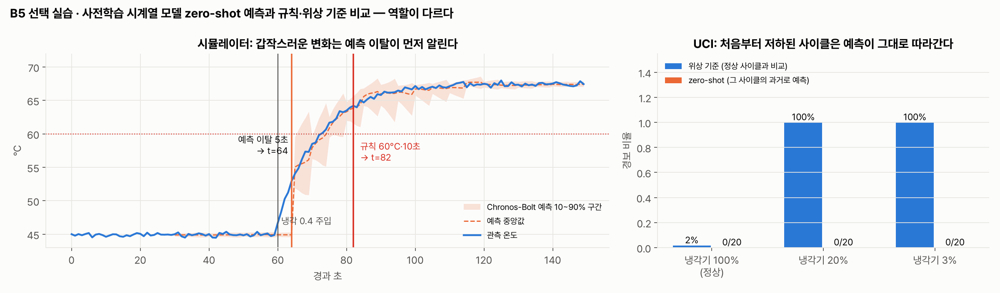 B5 선택 실습 · 사전학습 시계열 모델 zero-shot 예측과 규칙·위상 기준 비교 — 역할이 다르다
시뮬레이터: 갑작스러운 변화는 예측 이탈이 먼저 알린다
°C
70
65
60
55
50
45
예측 이탈 5초
→ t=64
규칙 60°C·10초
→ t=82
냉각 0.4 주입
Chronos-Bolt 예측 10~90% 구간
예측 중앙값
관측 온도
0
20
40
60
80
100
120
140
경과 초
UCI: 처음부터 저하된 사이클은 예측이 그대로 따라간다
위상 기준 (정상 사이클과 비교)
zero-shot (그 사이클의 과거로 예측)
경보 비율
1.4
1.2
1.0
0.8
0.6
0.4
0.2
0.0
2%
0/20
100%
0/20
100%
0/20
냉각기 100%
(정상)
냉각기 20%
냉각기 3%